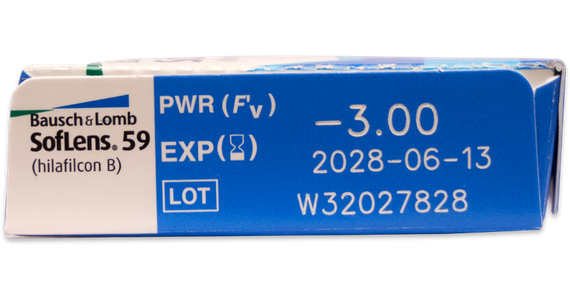 Bausch & Lomb
SofLens® 59
(hilafilcon B)
PWR (F'v) -3.00
EXP (⌛) 2028-06-13
LOT W32027828